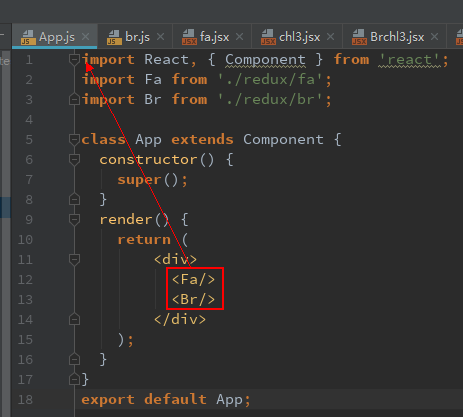 App.js br.js fa.jsx chl3.jsx Brchl3.jsx
1 import React, { Component } from 'react';
2 import Fa from './redux/fa';
3 import Br from './redux/br';
4
5 class App extends Component {
6 constructor() {
7 super();
8 }
9 render() {
10 return (
11 <div>
12 <Fa/>
13 <Br/>
14 </div>
15 );
16 }
17 }
18 export default App;